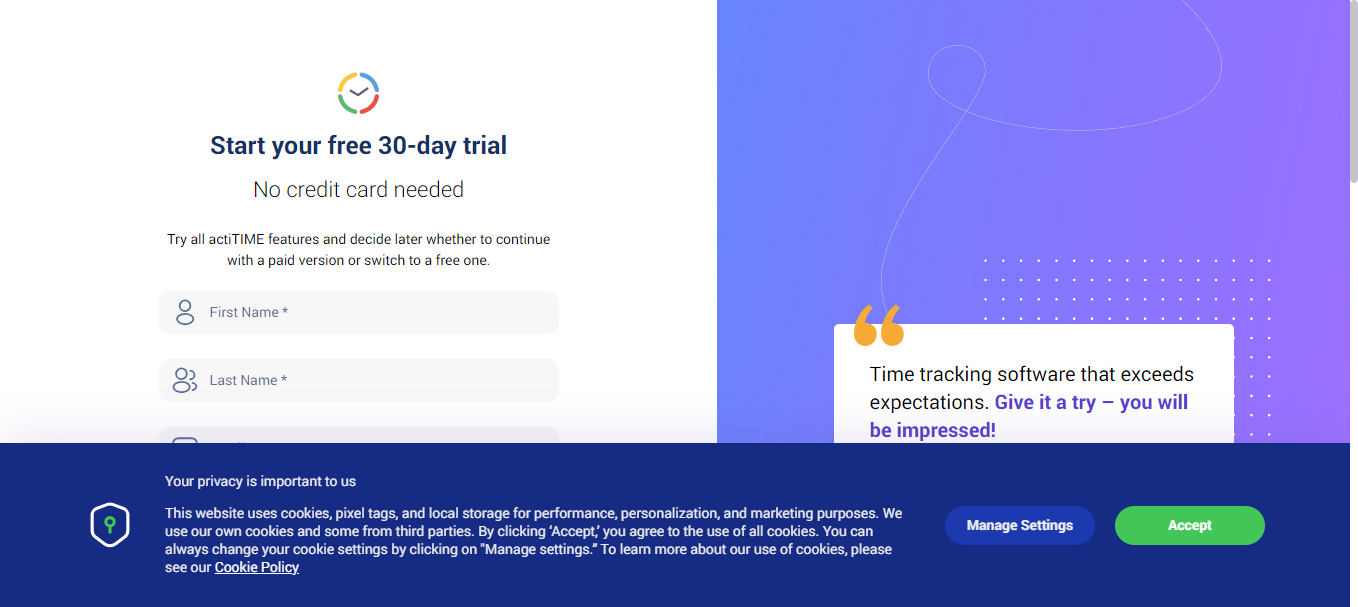 Start your free 30-day trial
No credit card needed
Try all actiTIME features and decide later whether to continue
with a paid version or switch to a free one.
First Name *
Last Name *
Time tracking software that exceeds
expectations. Give it a try – you will
be impressed!
Your privacy is important to us
This website uses cookies, pixel tags, and local storage for performance, personalization, and marketing purposes. We
use our own cookies and some from third parties. By clicking ‘Accept,’ you agree to the use of all cookies. You can
always change your cookie settings by clicking on "Manage settings.” To learn more about our use of cookies, please
see our Cookie Policy
Manage Settings
Accept